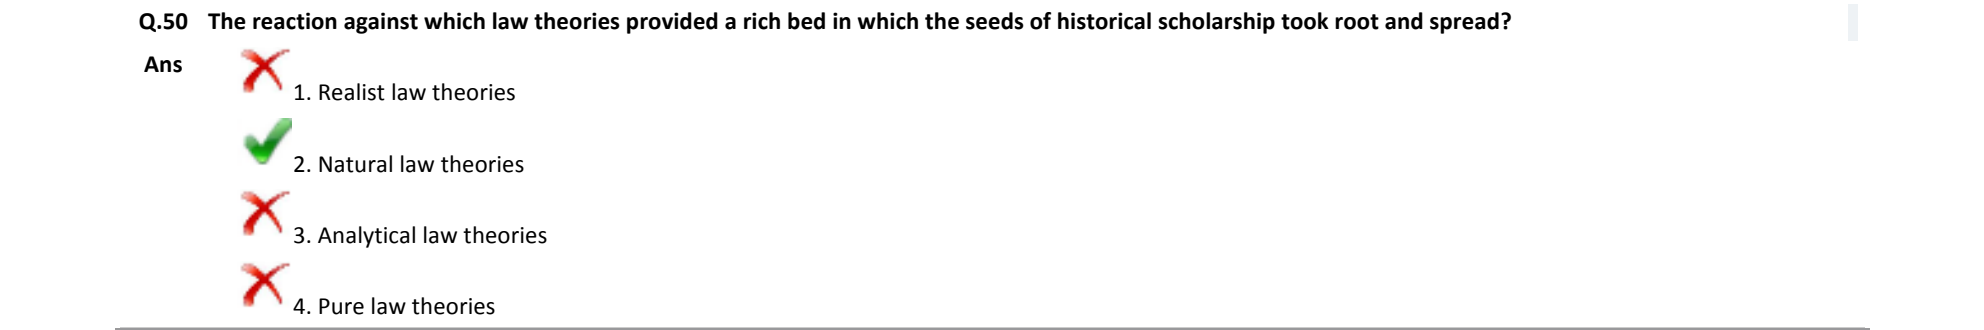 Q.50 The reaction against which law theories provided a rich bed in which the seeds of historical scholarship took root and spread?
Ans
1. Realist law theories
2. Natural law theories
3. Analytical law theories
4. Pure law theories